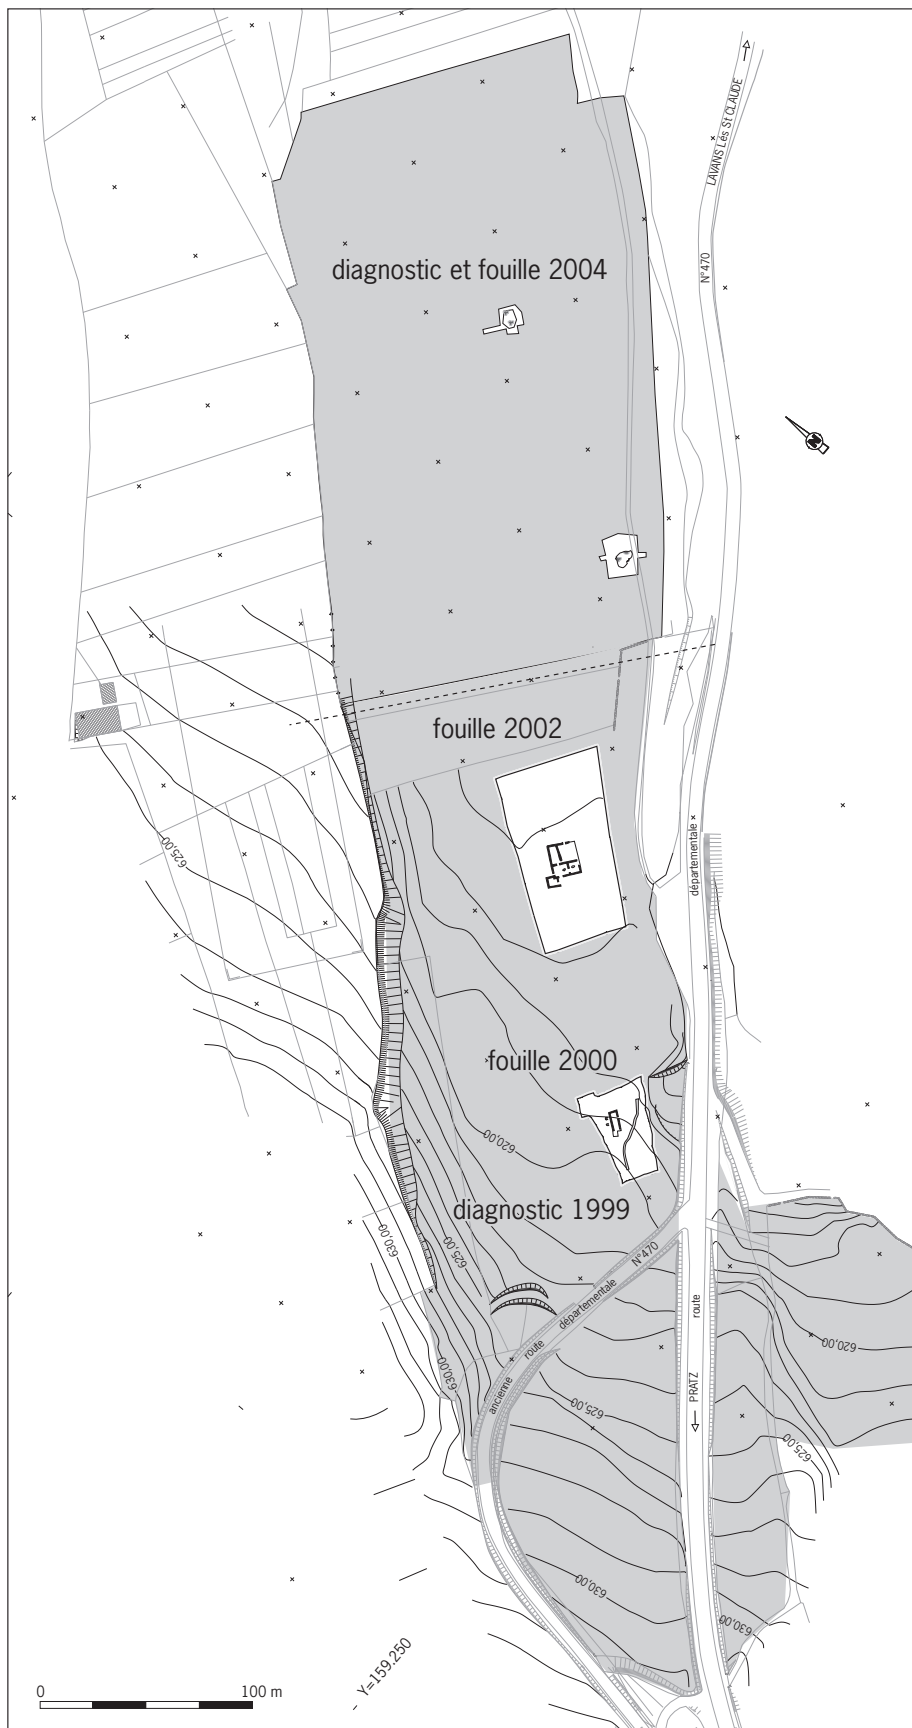 LAVANS Lès St CLAUDE
N°470
diagnostic et fouille 2004
N
fouille 2002
625,00
départementale
fouille 2000
620,00
diagnostic 1999
630,00
625,00
N°470
départementale
route
ancienne
route
620,00
630,00
PRATZ
625,00
625,00
630,00
630,00
Y=159.250
0 100 m